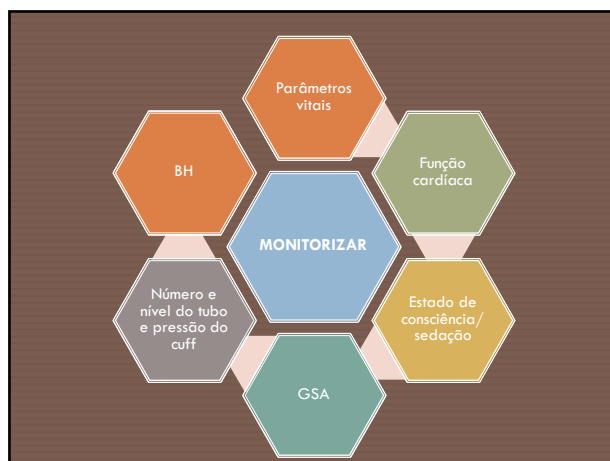 Parâmetros
vitais
Função
cardíaca
Estado de
consciência/
sedação
GSA
Número e
nível do tubo
e pressão do
cuff
BH
MONITORIZAR